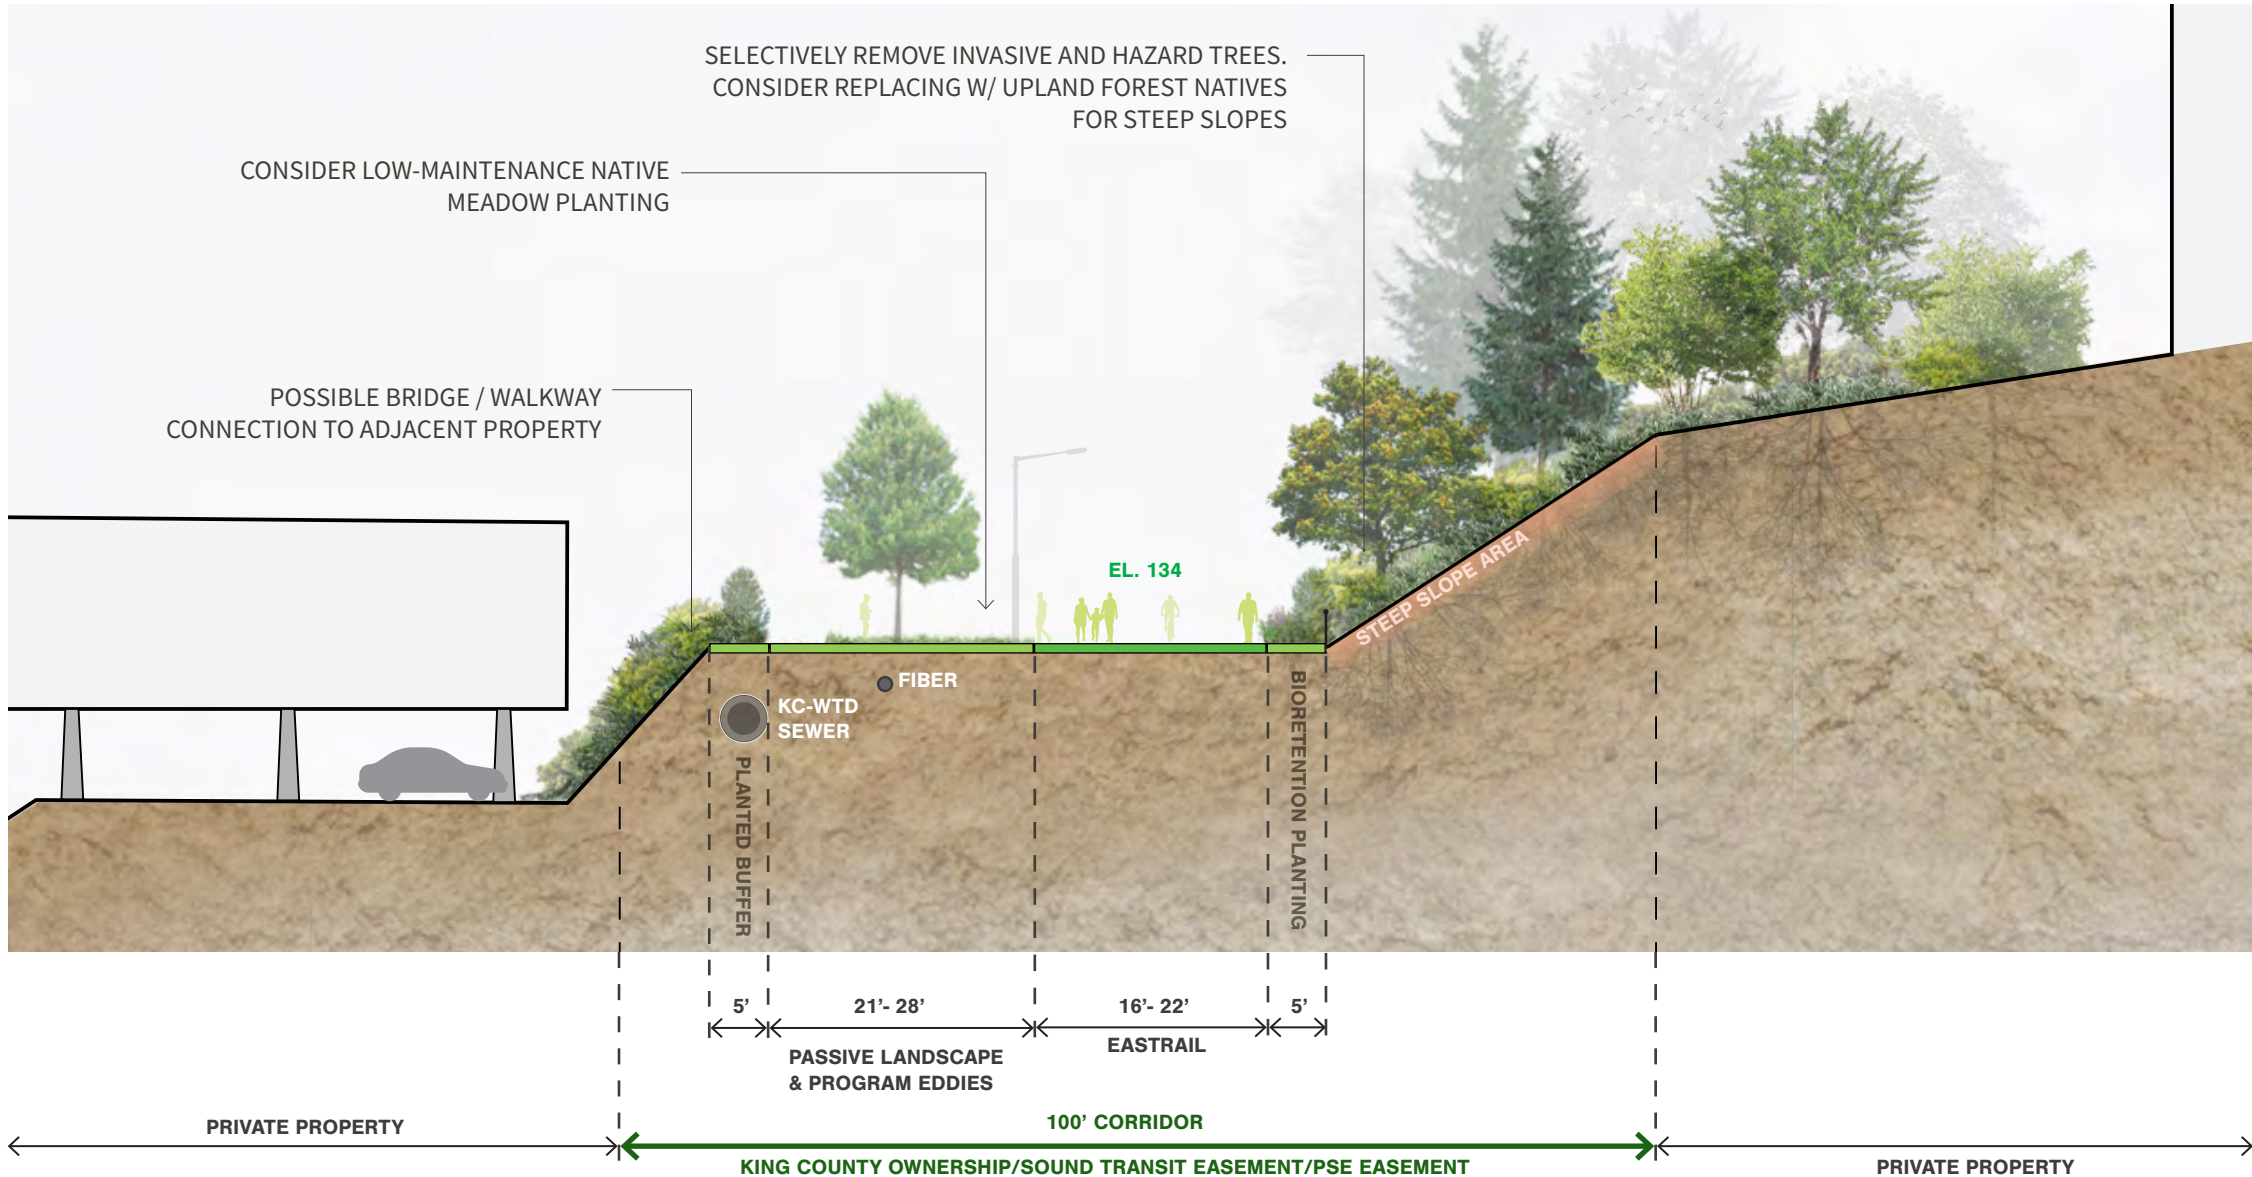 SELECTIVELY REMOVE INVASIVE AND HAZARD TREES.
CONSIDER REPLACING W/ UPLAND FOREST NATIVES
FOR STEEP SLOPES
CONSIDER LOW-MAINTENANCE NATIVE
MEADOW PLANTING
POSSIBLE BRIDGE / WALKWAY
CONNECTION TO ADJACENT PROPERTY
EL. 134
STEEP SLOPE AREA
FIBER
KC-WTD
SEWER
PLANTED BUFFER
BIORETENTION PLANTING
5’
21’- 28’
16’- 22’
5’
PASSIVE LANDSCAPE
& PROGRAM EDDIES
EASTRAIL
PRIVATE PROPERTY
100’ CORRIDOR
KING COUNTY OWNERSHIP/SOUND TRANSIT EASEMENT/PSE EASEMENT
PRIVATE PROPERTY